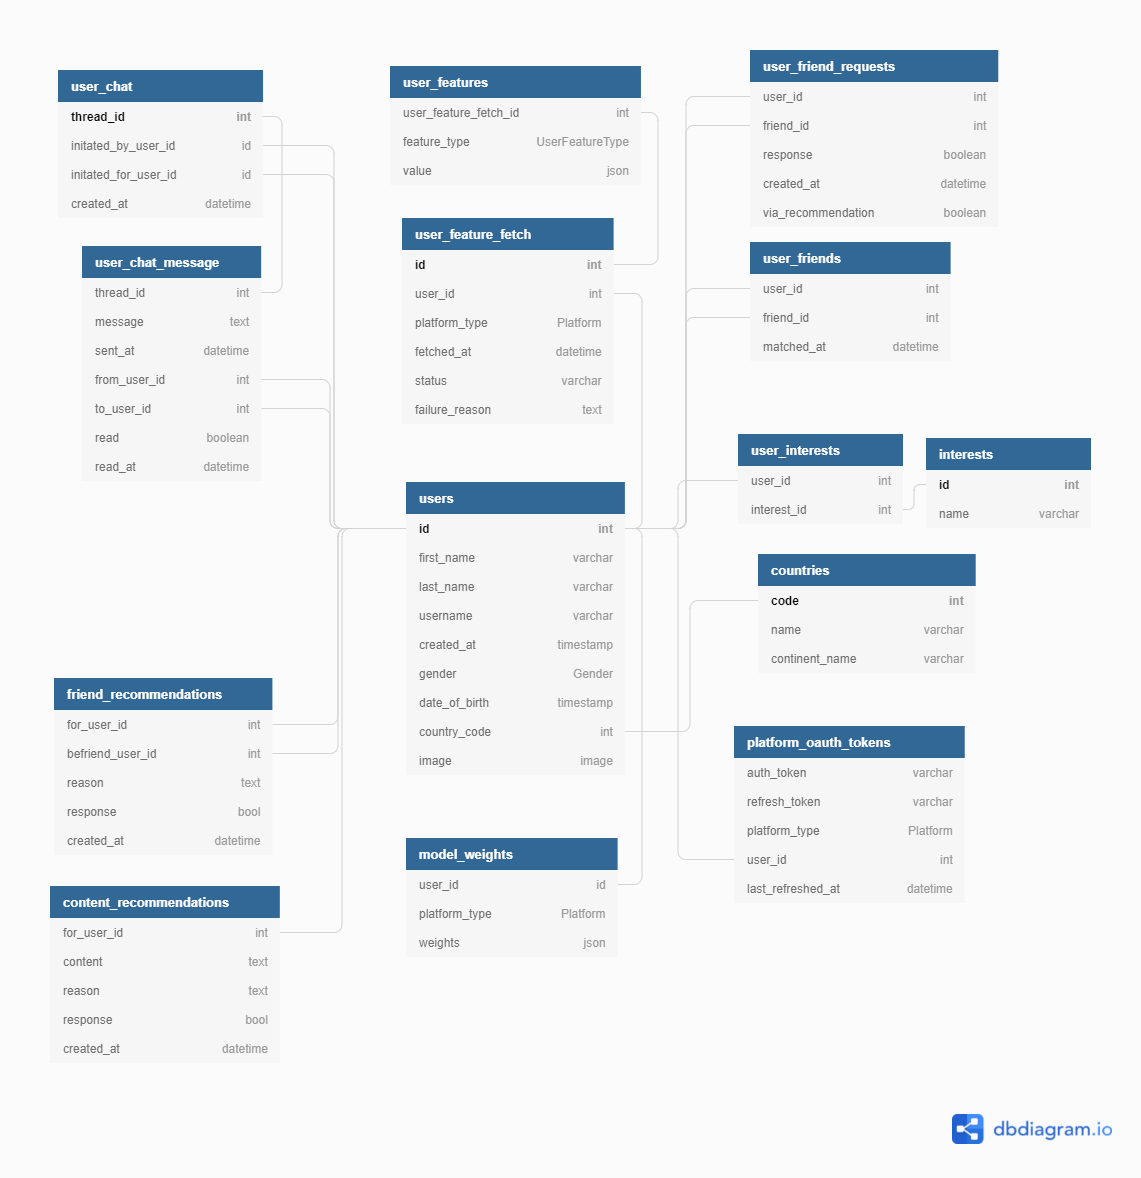 user_chat
thread_id int
initated_by_user_id id
initated_for_user_id id
created_at datetime
user_chat_message
thread_id int
message text
sent_at datetime
from_user_id int
to_user_id int
read boolean
read_at datetime
friend_recommendations
for_user_id int
befriend_user_id int
reason text
response bool
created_at datetime
content_recommendations
for_user_id int
content text
reason text
response bool
created_at datetime
user_features
user_feature_fetch_id int
feature_type UserFeatureType
value json
user_feature_fetch
id int
user_id int
platform_type Platform
fetched_at datetime
status varchar
failure_reason text
users
id int
first_name varchar
last_name varchar
username varchar
created_at timestamp
gender Gender
date_of_birth timestamp
country_code int
image image
model_weights
user_id id
platform_type Platform
weights json
user_friend_requests
user_id int
friend_id int
response boolean
created_at datetime
via_recommendation boolean
user_friends
user_id int
friend_id int
matched_at datetime
user_interests
user_id int
interest_id int
interests
id int
name varchar
countries
code int
name varchar
continent_name varchar
platform_oauth_tokens
auth_token varchar
refresh_token varchar
platform_type Platform
user_id int
last_refreshed_at datetime
dbdiagram.io